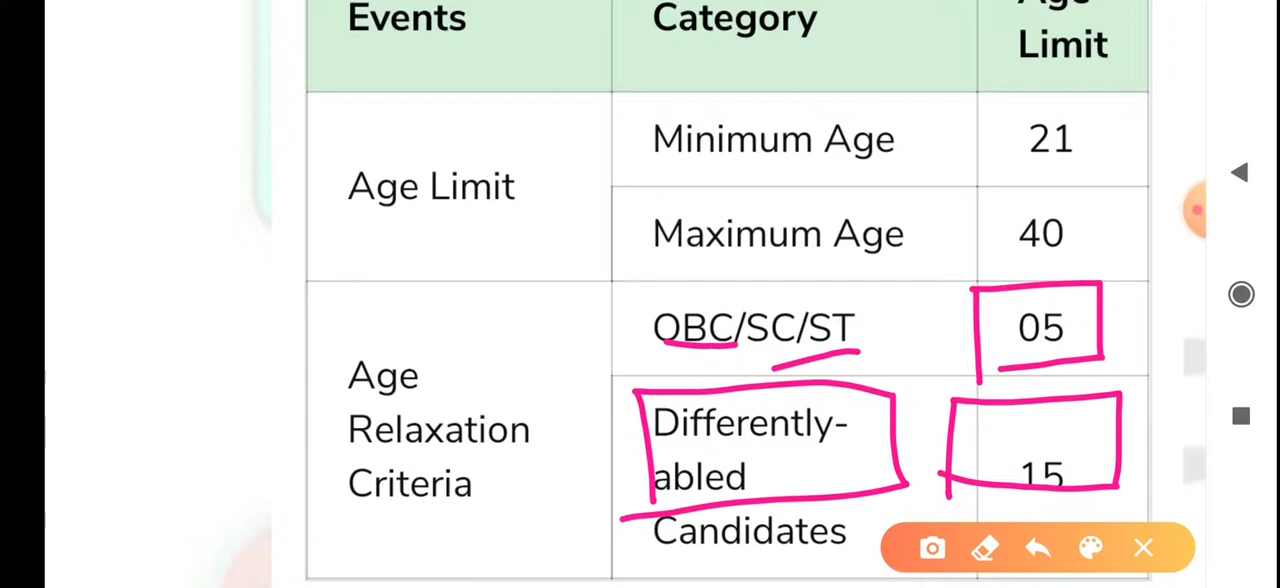 Events Category Age
Limit
Age Limit
Minimum Age 21
Maximum Age 40
Age
Relaxation
Criteria
OBC/SC/ST 05
Differently-
abled
Candidates
15